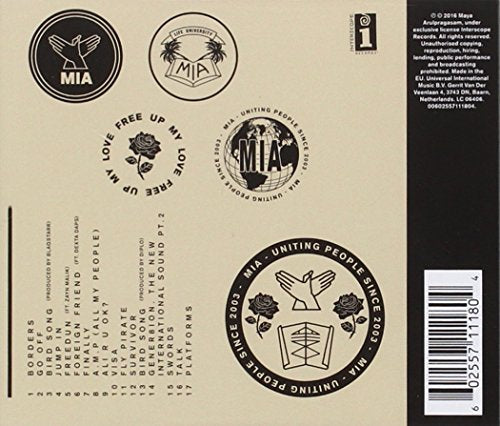 MIA
LIFE UNIVERSITY
MIA
INTERSCOPE
i
RECORDS
℗ © 2016 Maya
Arulpragasam, under
exclusive license Interscope
Records. All rights reserved.
Unauthorised copying,
reproduction, hiring,
lending, public performance
and broadcasting
prohibited. Made in the
EU. Universal International
Music B.V. Gerrit Van Der
Veenlaan 4, 3743 DN, Baarn,
Netherlands. LC 06406.
00602557111804.
FREE UP MY LOVE FREE UP MY LOVE
MIA - UNITING PEOPLE SINCE 2003 -
MIA
MIA - UNITING PEOPLE SINCE 2003 - MIA - UNITING PEOPLE SINCE 2003 -
1 BORDERS
2 GO OFF
3 BIRD SONG (PRODUCED BY BLAQSTARR)
4 JUMP IN
5 FREEDUN (FT. ZAYN MALIK)
6 FOREIGN FRIEND (FT. DEXTA DAPS)
7 FINALLY
8 A.M.P (ALL MY PEOPLE)
9 ALI R U OK?
10 VISA
11 FLY PIRATE
12 SURVIVOR
13 BIRD SONG (PRODUCED BY DIPLO)
14 GENERATION THE NEW
INTERNATIONAL SOUND PT. 2
15 SWORDS
16 TALK
17 PLATFORMS
6 02557 11180 4